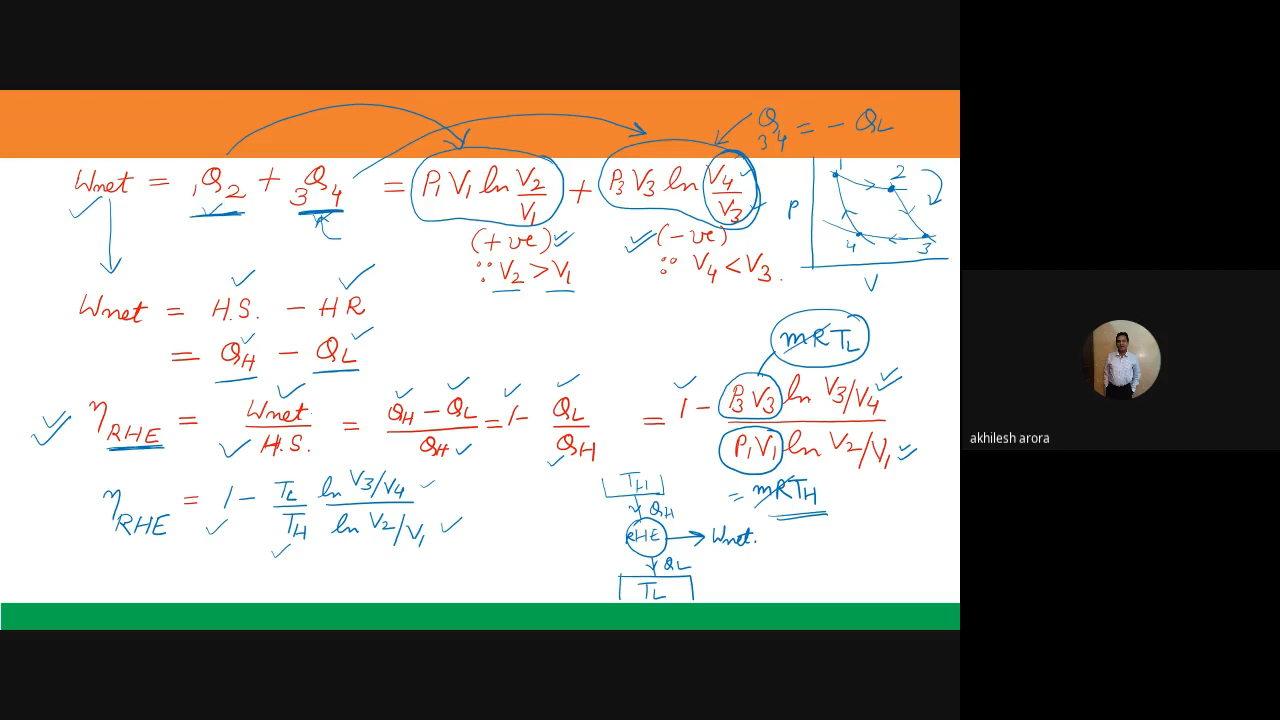 ₃Q₄ = - QL
Wnet = ₁Q₂ + ₃Q₄ = P₁V₁ ln V₂/V₁ + P₃V₃ ln V₄/V₃
(+ve) (-ve)
∵ V₂ > V₁ ∵ V₄ < V₃.
1 2
P
4 3
V
Wnet = H.S. - HR
= QH - QL
mRTL
ηRHE = Wnet/H.S. = QH - QL/QH = 1 - QL/QH = 1 - P₃V₃ ln V₃/V₄ / P₁V₁ ln V₂/V₁
= mRTH
ηRHE = 1 - TL/TH ln V₃/V₄ / ln V₂/V₁
TH
QH
RHE Wnet.
QL
TL
akhilesh arora